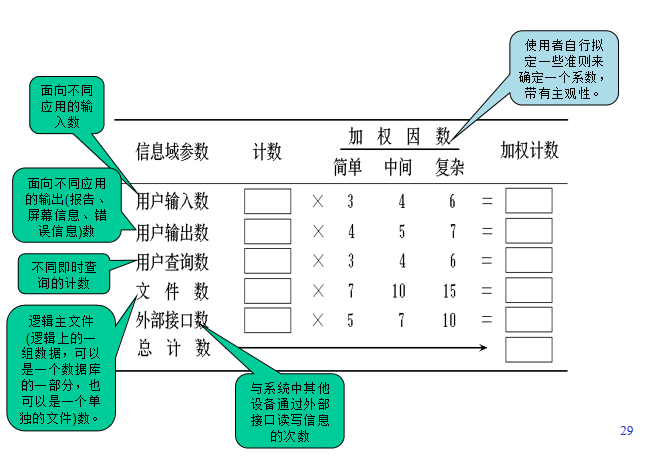 使用者自行拟
定一些准则来
确定一个系数，
带有主观性。
面向不同
应用的输
入数
加 权 因 数
信息域参数 计数 加权计数
简单 中间 复杂
用户输入数 × 3 4 6 =
面向不同应用
的输出(报告、
屏幕信息、错
误信息)数
用户输出数 × 4 5 7 =
用户查询数 × 3 4 6 =
不同即时查
询的计数
文 件 数 × 7 10 15 =
外部接口数 × 5 7 10 =
总 计 数
逻辑主文件
(逻辑上的一
组数据，可以
是一个数据库
的一部分，也
可以是一个单
独的文件)数。
与系统中其他
设备通过外部
接口读写信息
的次数
29